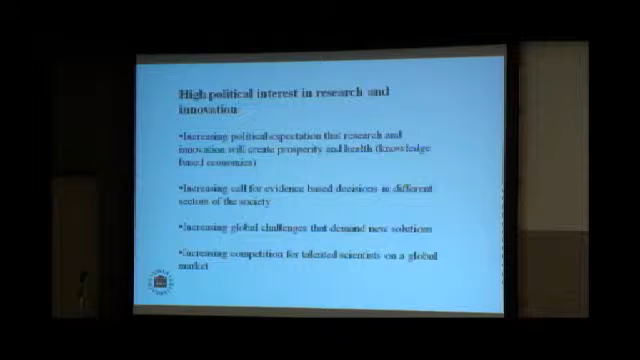 High political interest in research and
innovation
•Increasing political expectation that research and
innovation will create prosperity and health (knowledge
based economies)
•Increasing call for evidence based decisions in different
sectors of the society
•Increasing global challenges that demand new solutions
•Increasing competition for talented scientists on a global
market